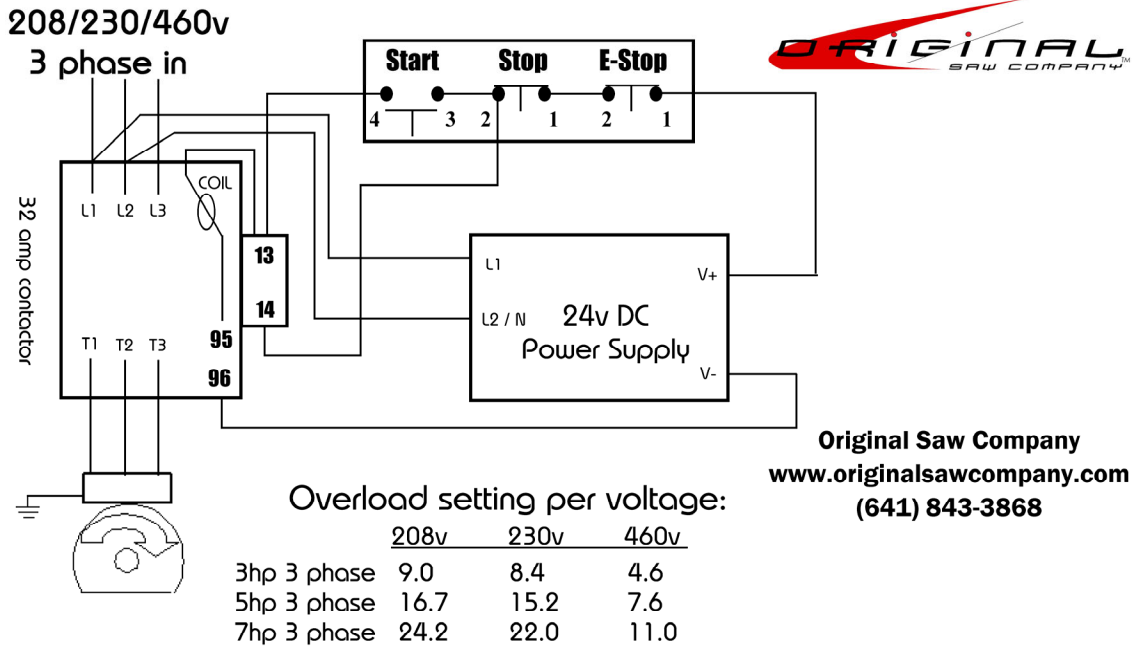 208/230/460v
3 phase in
ORIGINAL
SAW COMPANY™
Start Stop E-Stop
4 3 2 1 2 1
COIL
L1 L2 L3
32 amp contactor
13
14
95
96
T1 T2 T3
L1
L2 / N
24v DC
Power Supply
V+
V-
Original Saw Company
www.originalsawcompany.com
(641) 843-3868
Overload setting per voltage:
208v 230v 460v
3hp 3 phase 9.0 8.4 4.6
5hp 3 phase 16.7 15.2 7.6
7hp 3 phase 24.2 22.0 11.0